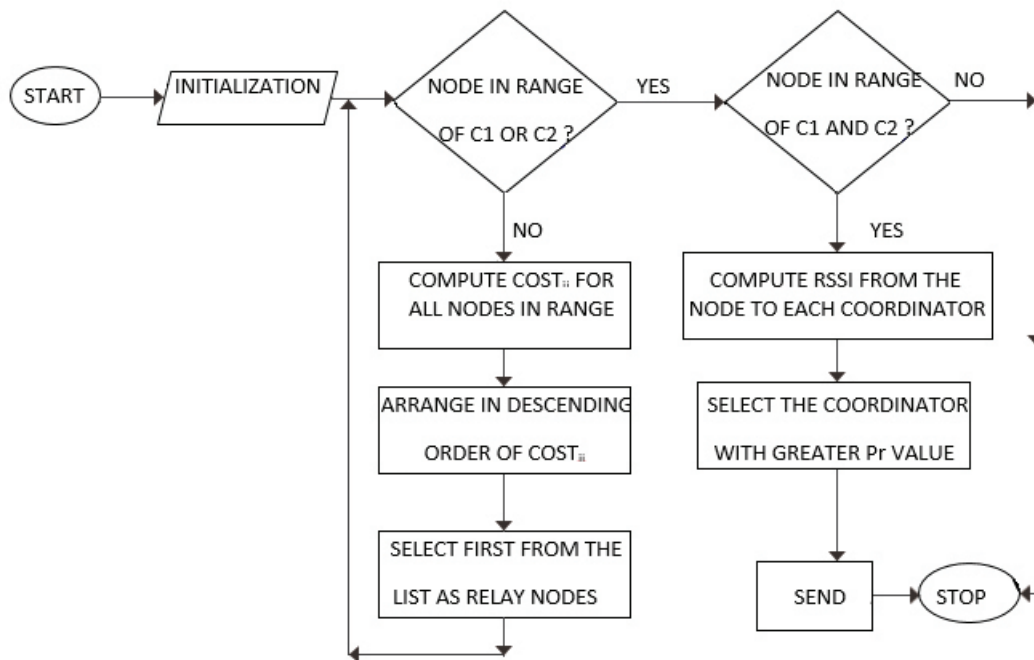 START
INITIALIZATION
NODE IN RANGE
OF C1 OR C2 ?
YES
NODE IN RANGE
OF C1 AND C2 ?
NO
NO
COMPUTE COSTᵢᵢ FOR
ALL NODES IN RANGE
ARRANGE IN DESCENDING
ORDER OF COSTᵢᵢ
SELECT FIRST FROM THE
LIST AS RELAY NODES
YES
COMPUTE RSSI FROM THE
NODE TO EACH COORDINATOR
SELECT THE COORDINATOR
WITH GREATER Pr VALUE
SEND
STOP